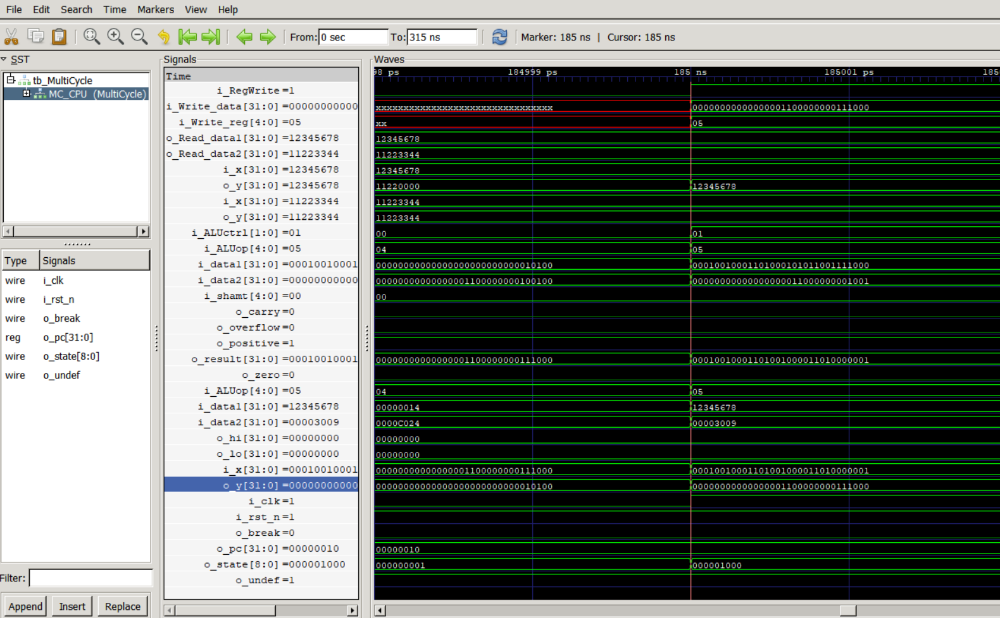 File Edit Search Time Markers View Help
From: 0 sec To: 315 ns Marker: 185 ns | Cursor: 185 ns
SST
tb_MultiCycle
MC_CPU (MultiCycle)
Type Signals
wire i_clk
wire i_rst_n
wire o_break
reg o_pc[31:0]
wire o_state[8:0]
wire o_undef
Filter:
Append Insert Replace
Signals
Time
i_RegWrite=1
i_Write_data[31:0]=00000000000
i_Write_reg[4:0]=05
o_Read_data1[31:0]=12345678
o_Read_data2[31:0]=11223344
i_x[31:0]=12345678
o_y[31:0]=12345678
i_x[31:0]=11223344
o_y[31:0]=11223344
i_ALUctrl[1:0]=01
i_ALUop[4:0]=05
i_data1[31:0]=00010010001
i_data2[31:0]=00000000000
i_shamt[4:0]=00
o_carry=0
o_overflow=0
o_positive=1
o_result[31:0]=00010010001
o_zero=0
i_ALUop[4:0]=05
i_data1[31:0]=12345678
i_data2[31:0]=00003009
o_hi[31:0]=00000000
o_lo[31:0]=00000000
i_x[31:0]=00010010001
o_y[31:0]=00000000000
i_clk=1
i_rst_n=1
o_break=0
o_pc[31:0]=00000010
o_state[8:0]=000001000
o_undef=1
Waves
98 ps 184999 ps 185 ns 185001 ps 185
xxxxxxxxxxxxxxxxxxxxxxxxxxxxxxxx 00000000000000001100000000111000
xx 05
12345678
11223344
12345678
11220000 12345678
11223344
11223344
00 01
04 05
00000000000000000000000000010100 00010010001101000101011001111000
00000000000000001100000000100100 00000000000000000011000000001001
00
00000000000000001100000000111000 00010010001101001000011010000001
04 05
00000014 12345678
0000C024 00003009
00000000
00000000
00000000000000001100000000111000 00010010001101001000011010000001
00000000000000000000000000010100 00000000000000001100000000111000
00000010
000000001 000001000